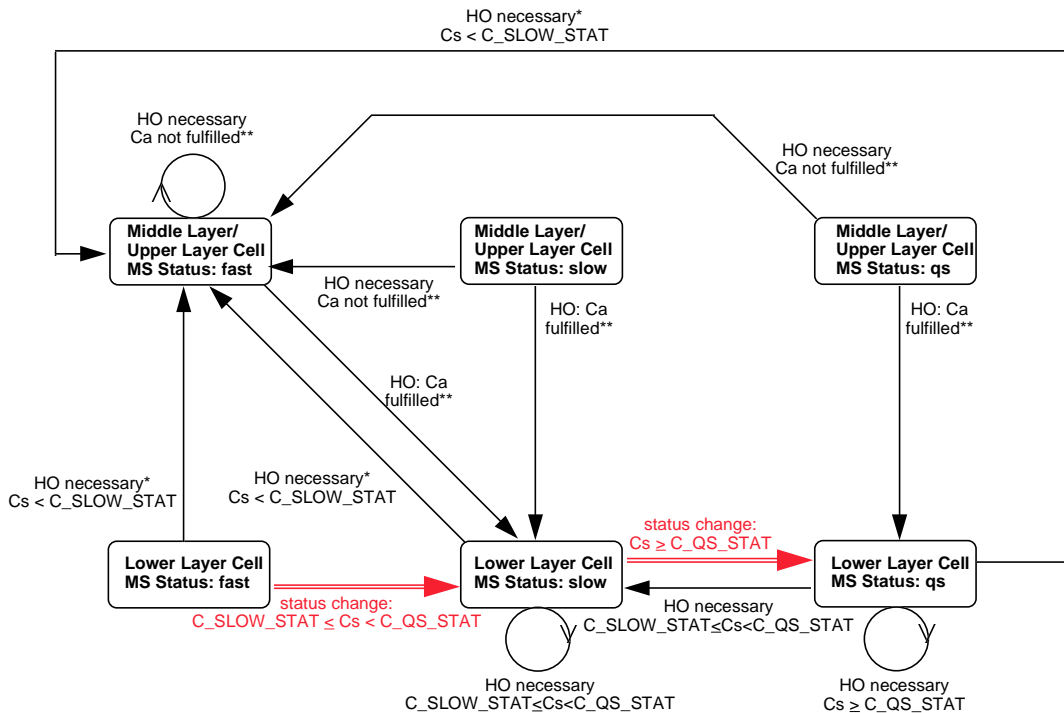 HO necessary*
Cs < C_SLOW_STAT
HO necessary
Ca not fulfilled**
HO necessary
Ca not fulfilled**
Middle Layer/
Upper Layer Cell
MS Status: fast
Middle Layer/
Upper Layer Cell
MS Status: slow
Middle Layer/
Upper Layer Cell
MS Status: qs
HO necessary
Ca not fulfilled**
HO: Ca
fulfilled**
HO: Ca
fulfilled**
HO: Ca
fulfilled**
HO necessary*
Cs < C_SLOW_STAT
HO necessary*
Cs < C_SLOW_STAT
status change:
Cs ≥ C_QS_STAT
Lower Layer Cell
MS Status: fast
Lower Layer Cell
MS Status: slow
Lower Layer Cell
MS Status: qs
status change:
C_SLOW_STAT ≤ Cs < C_QS_STAT
HO necessary
C_SLOW_STAT≤Cs<C_QS_STAT
HO necessary
C_SLOW_STAT≤Cs<C_QS_STAT
HO necessary
Cs ≥ C_QS_STAT